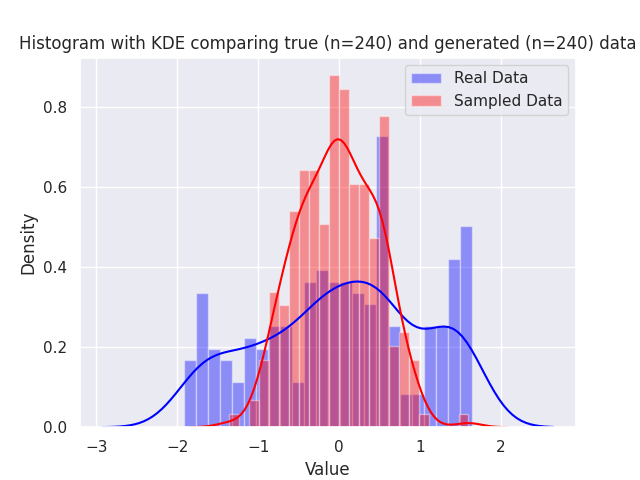 Histogram with KDE comparing true (n=240) and generated (n=240) data
Real Data
Sampled Data
Density
0.8
0.6
0.4
0.2
0.0
−3 −2 −1 0 1 2
Value